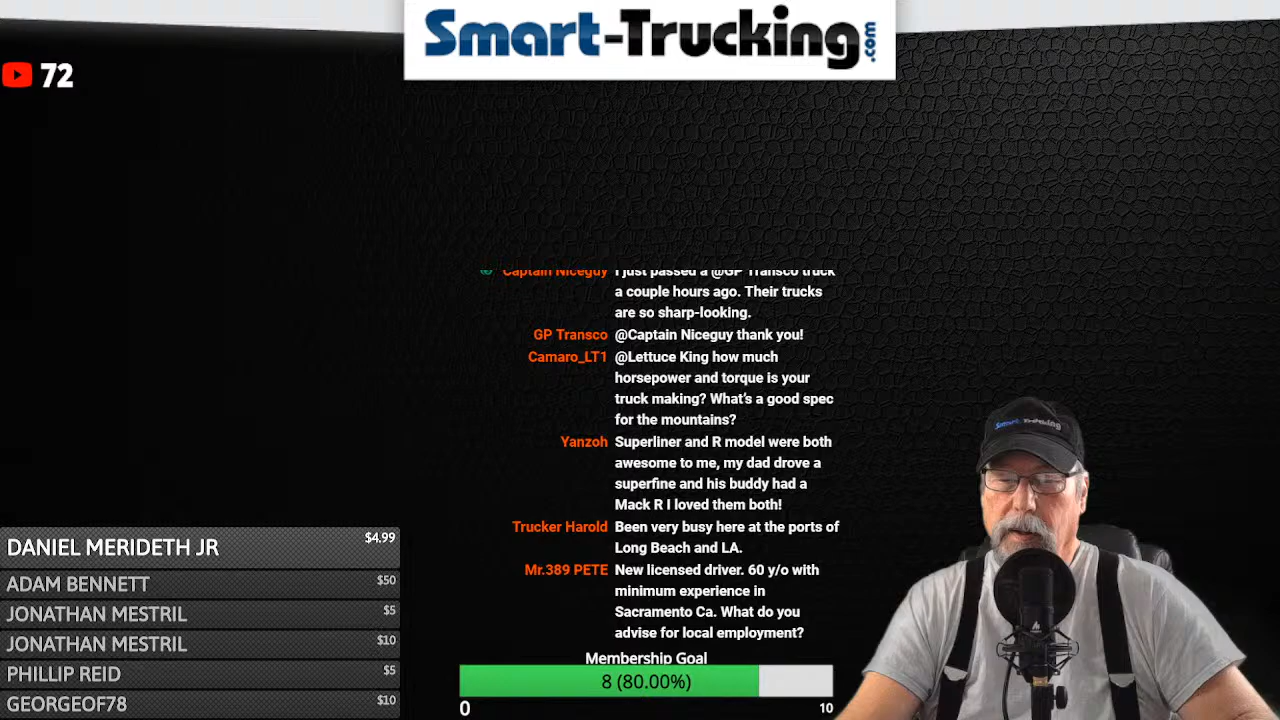 Smart-Trucking.com
72
Captain Niceguy I just passed a @GP Transco truck
a couple hours ago. Their trucks
are so sharp-looking.
GP Transco @Captain Niceguy thank you!
Camaro_LT1 @Lettuce King how much
horsepower and torque is your
truck making? What's a good spec
for the mountains?
Yanzoh Superliner and R model were both
awesome to me, my dad drove a
superfine and his buddy had a
Mack R I loved them both!
Trucker Harold Been very busy here at the ports of
Long Beach and LA.
Mr.389 PETE New licensed driver. 60 y/o with
minimum experience in
Sacramento Ca. What do you
advise for local employment?
Membership Goal
8 (80.00%)
0 10
DANIEL MERIDETH JR $4.99
ADAM BENNETT $50
JONATHAN MESTRIL $5
JONATHAN MESTRIL $10
PHILLIP REID $5
GEORGEOF78 $10
Smart-Trucking